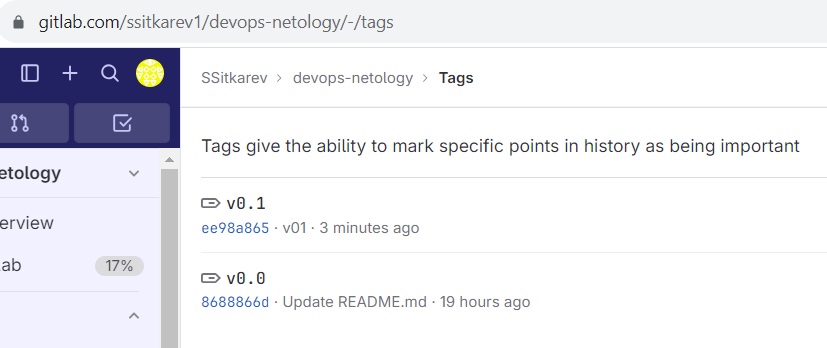 gitlab.com/ssitkarev1/devops-netology/-/tags
SSitkarev > devops-netology > Tags
Tags give the ability to mark specific points in history as being important
etology
v0.1
erview
ee98a865 · v01 · 3 minutes ago
ab 17%
v0.0
8688866d · Update README.md · 19 hours ago